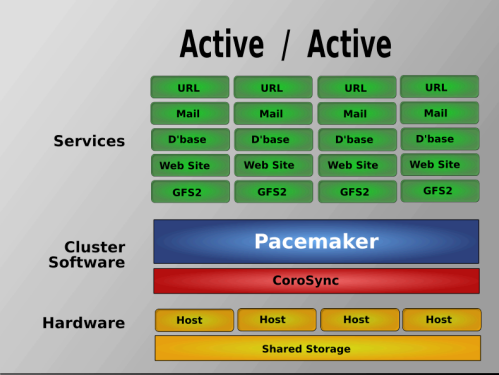 Active / Active
URL URL URL URL
Mail Mail Mail Mail
Services
D'base D'base D'base D'base
Web Site Web Site Web Site Web Site
GFS2 GFS2 GFS2 GFS2
Cluster
Software
Pacemaker
CoroSync
Hardware
Host Host Host Host
Shared Storage